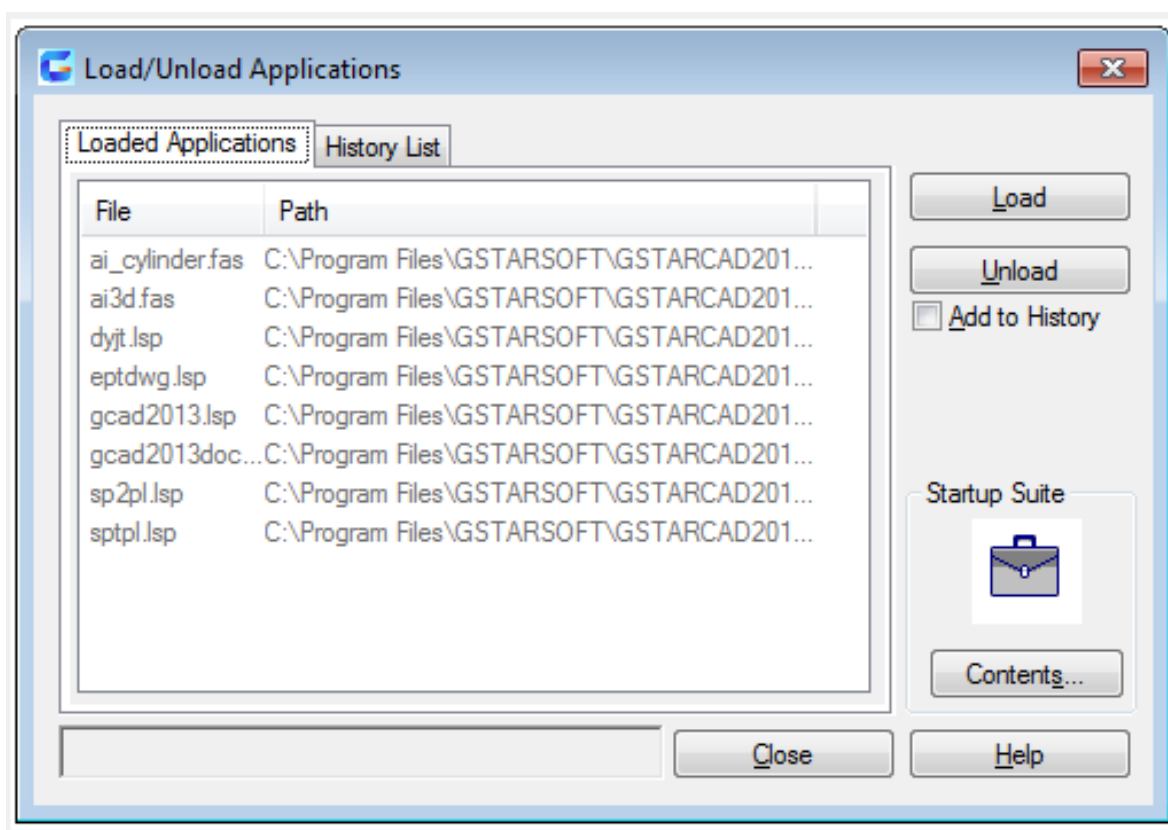 Load/Unload Applications
Loaded Applications History List
File Path
ai_cylinder.fas C:\Program Files\GSTARSOFT\GSTARCAD201...
ai3d.fas C:\Program Files\GSTARSOFT\GSTARCAD201...
dyjt.lsp C:\Program Files\GSTARSOFT\GSTARCAD201...
eptdwg.lsp C:\Program Files\GSTARSOFT\GSTARCAD201...
gcad2013.lsp C:\Program Files\GSTARSOFT\GSTARCAD201...
gcad2013doc...C:\Program Files\GSTARSOFT\GSTARCAD201...
sp2pl.lsp C:\Program Files\GSTARSOFT\GSTARCAD201...
sptpl.lsp C:\Program Files\GSTARSOFT\GSTARCAD201...
Load
Unload
Add to History
Startup Suite
Contents...
Close
Help